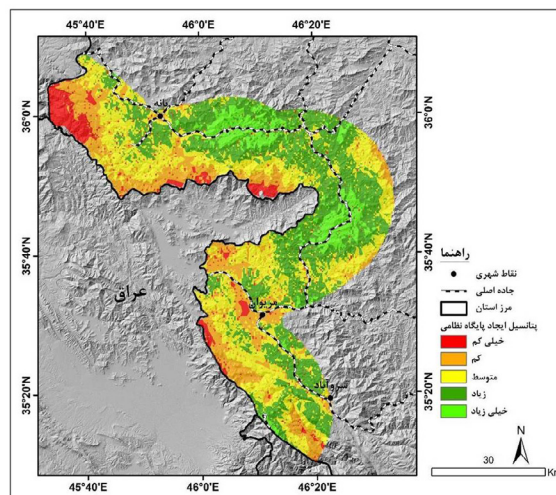 45°40'E 46°0'E 46°20'E
36°0'N 36°0'N
35°40'N 35°40'N
35°20'N 35°20'N
بانه
مریوان
سروآباد
عراق
راهنما
نقاط شهری
جاده اصلی
مرز استان
پتانسیل ایجاد پایگاه نظامی
خیلی کم
کم
متوسط
زیاد
خیلی زیاد
N
30
Km
45°40'E 46°0'E 46°20'E